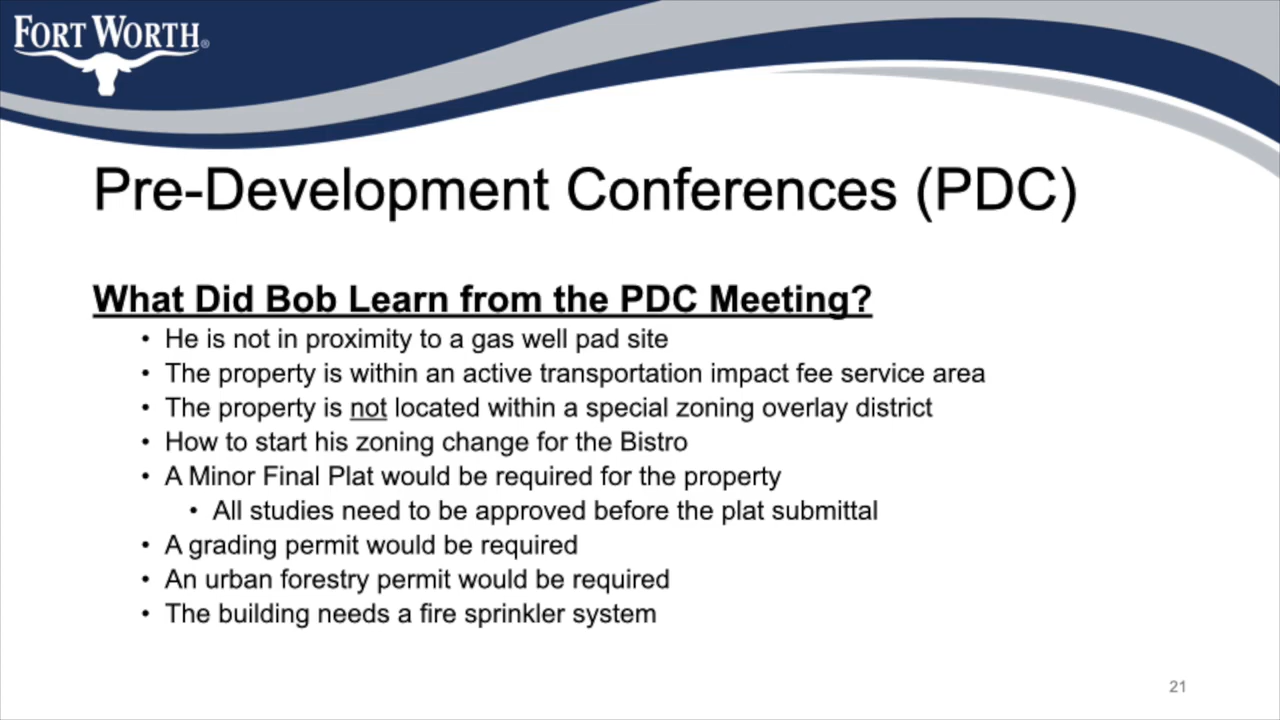 FORT WORTH®
Pre-Development Conferences (PDC)
What Did Bob Learn from the PDC Meeting?
• He is not in proximity to a gas well pad site
• The property is within an active transportation impact fee service area
• The property is not located within a special zoning overlay district
• How to start his zoning change for the Bistro
• A Minor Final Plat would be required for the property
• All studies need to be approved before the plat submittal
• A grading permit would be required
• An urban forestry permit would be required
• The building needs a fire sprinkler system
21